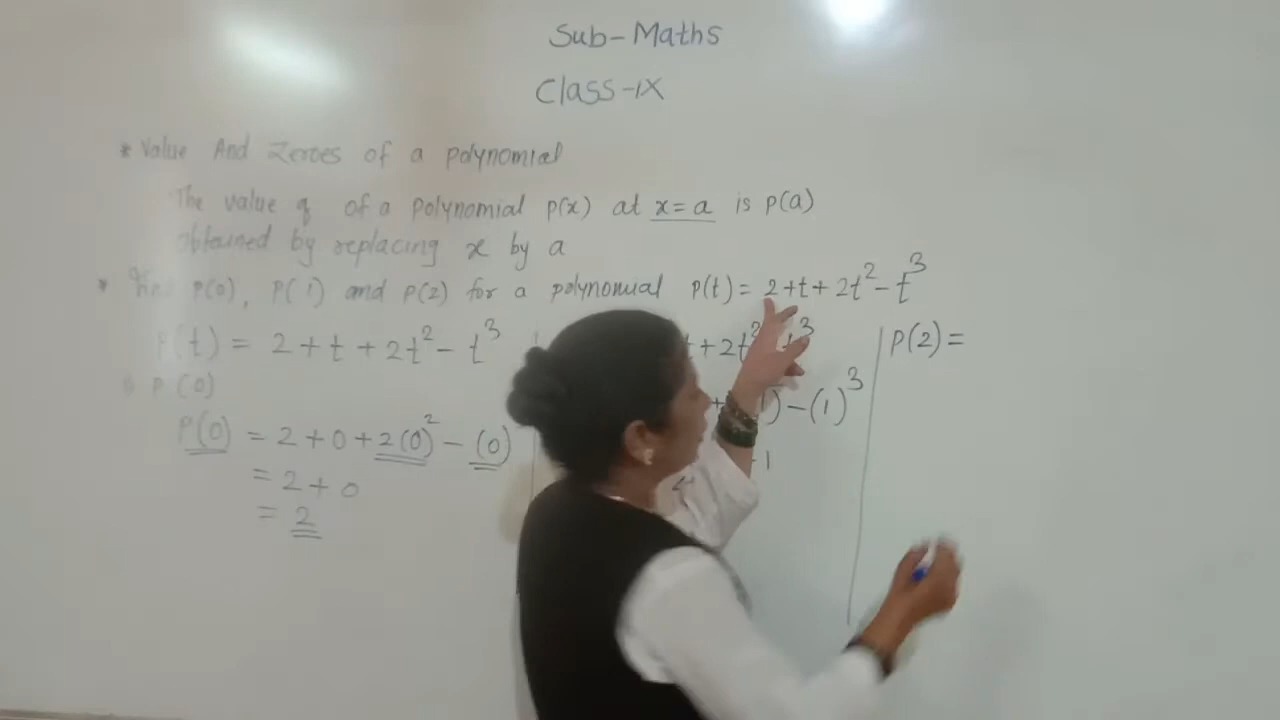 Sub-Maths
Class-IX
* Value And Zeroes of a polynomial
The value of of a polynomial p(x) at x=a is p(a)
obtained by replacing x by a
* P(0), P(1) and P(2) for a polynomial P(t)= 2+t+2t²-t³
P(t) = 2+t+2t²-t³
P(0)
P(0) = 2+0+2(0)²-(0)
= 2+0
= 2
+2t²
-(1)³
-1
P(2)=